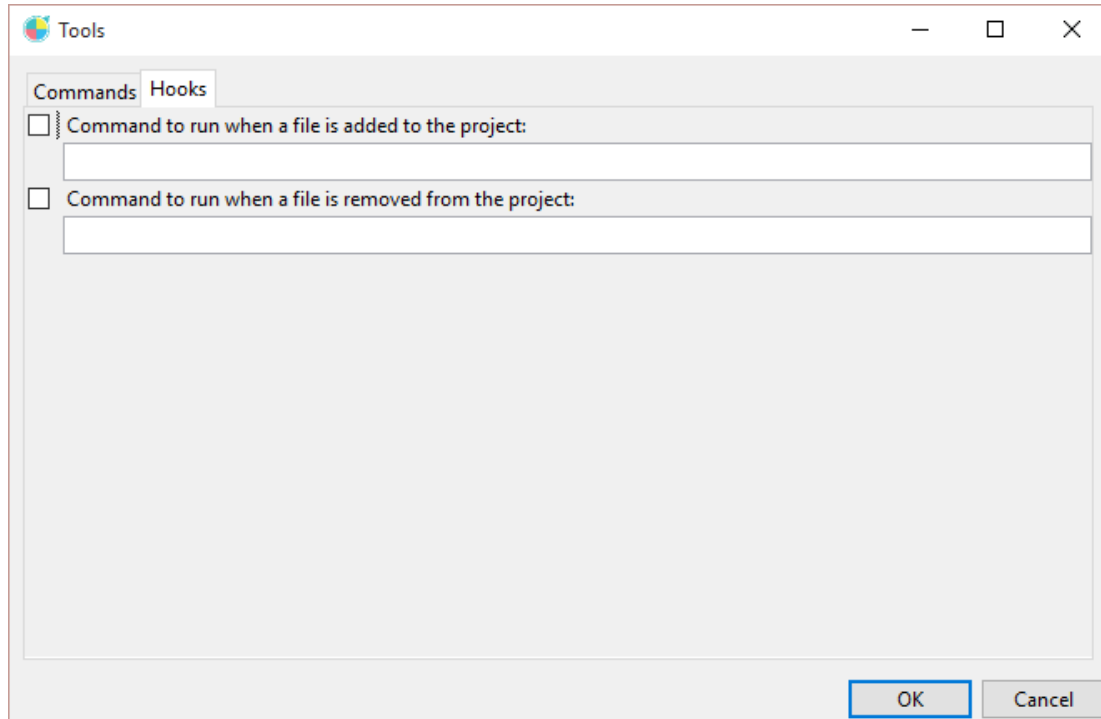 Tools
Commands Hooks
Command to run when a file is added to the project:
Command to run when a file is removed from the project:
OK Cancel